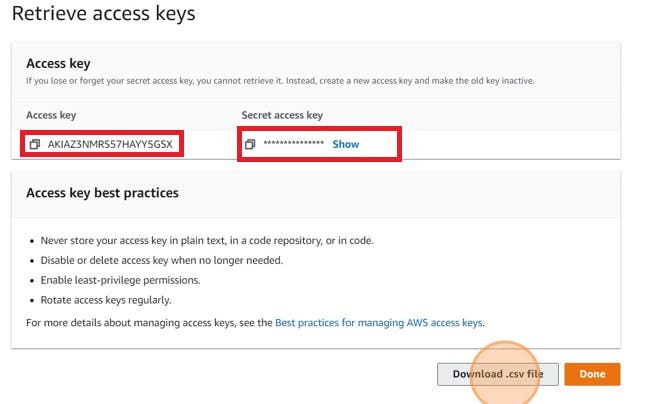 Retrieve access keys
Access key
If you lose or forget your secret access key, you cannot retrieve it. Instead, create a new access key and make the old key inactive.
Access key Secret access key
AKIAZ3NMRS57HAYY5GSX *************** Show
Access key best practices
• Never store your access key in plain text, in a code repository, or in code.
• Disable or delete access key when no longer needed.
• Enable least-privilege permissions.
• Rotate access keys regularly.
For more details about managing access keys, see the Best practices for managing AWS access keys.
Download .csv file Done